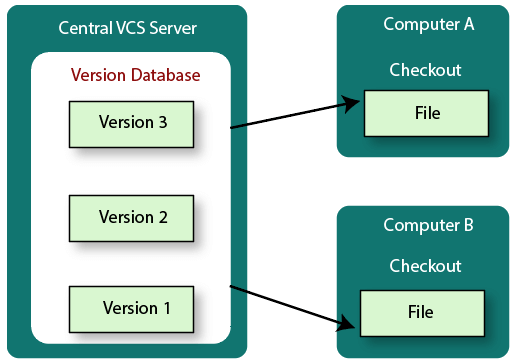 Central VCS Server
Version Database
Version 3
Version 2
Version 1
Computer A
Checkout
File
Computer B
Checkout
File